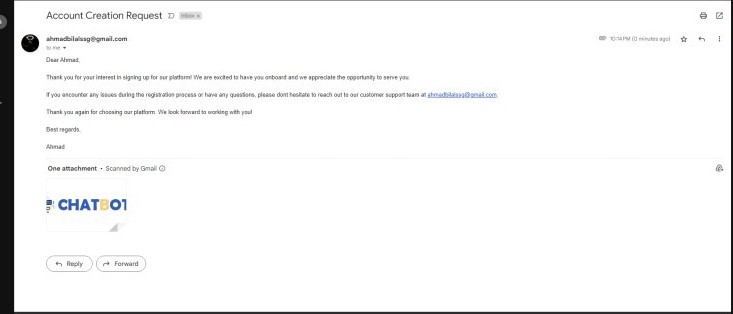 Account Creation Request
Inbox x
ahmadbilalssg@gmail.com
10:14 PM (0 minutes ago)
to me
Dear Ahmad,
Thank you for your interest in signing up for our platform! We are excited to have you onboard and we appreciate the opportunity to serve you.
If you encounter any issues during the registration process or have any questions, please dont hesitate to reach out to our customer support team at ahmadbilalssg@gmail.com.
Thank you again for choosing our platform. We look forward to working with you!
Best regards,
Ahmad
One attachment • Scanned by Gmail
CHATBOT
Reply
Forward